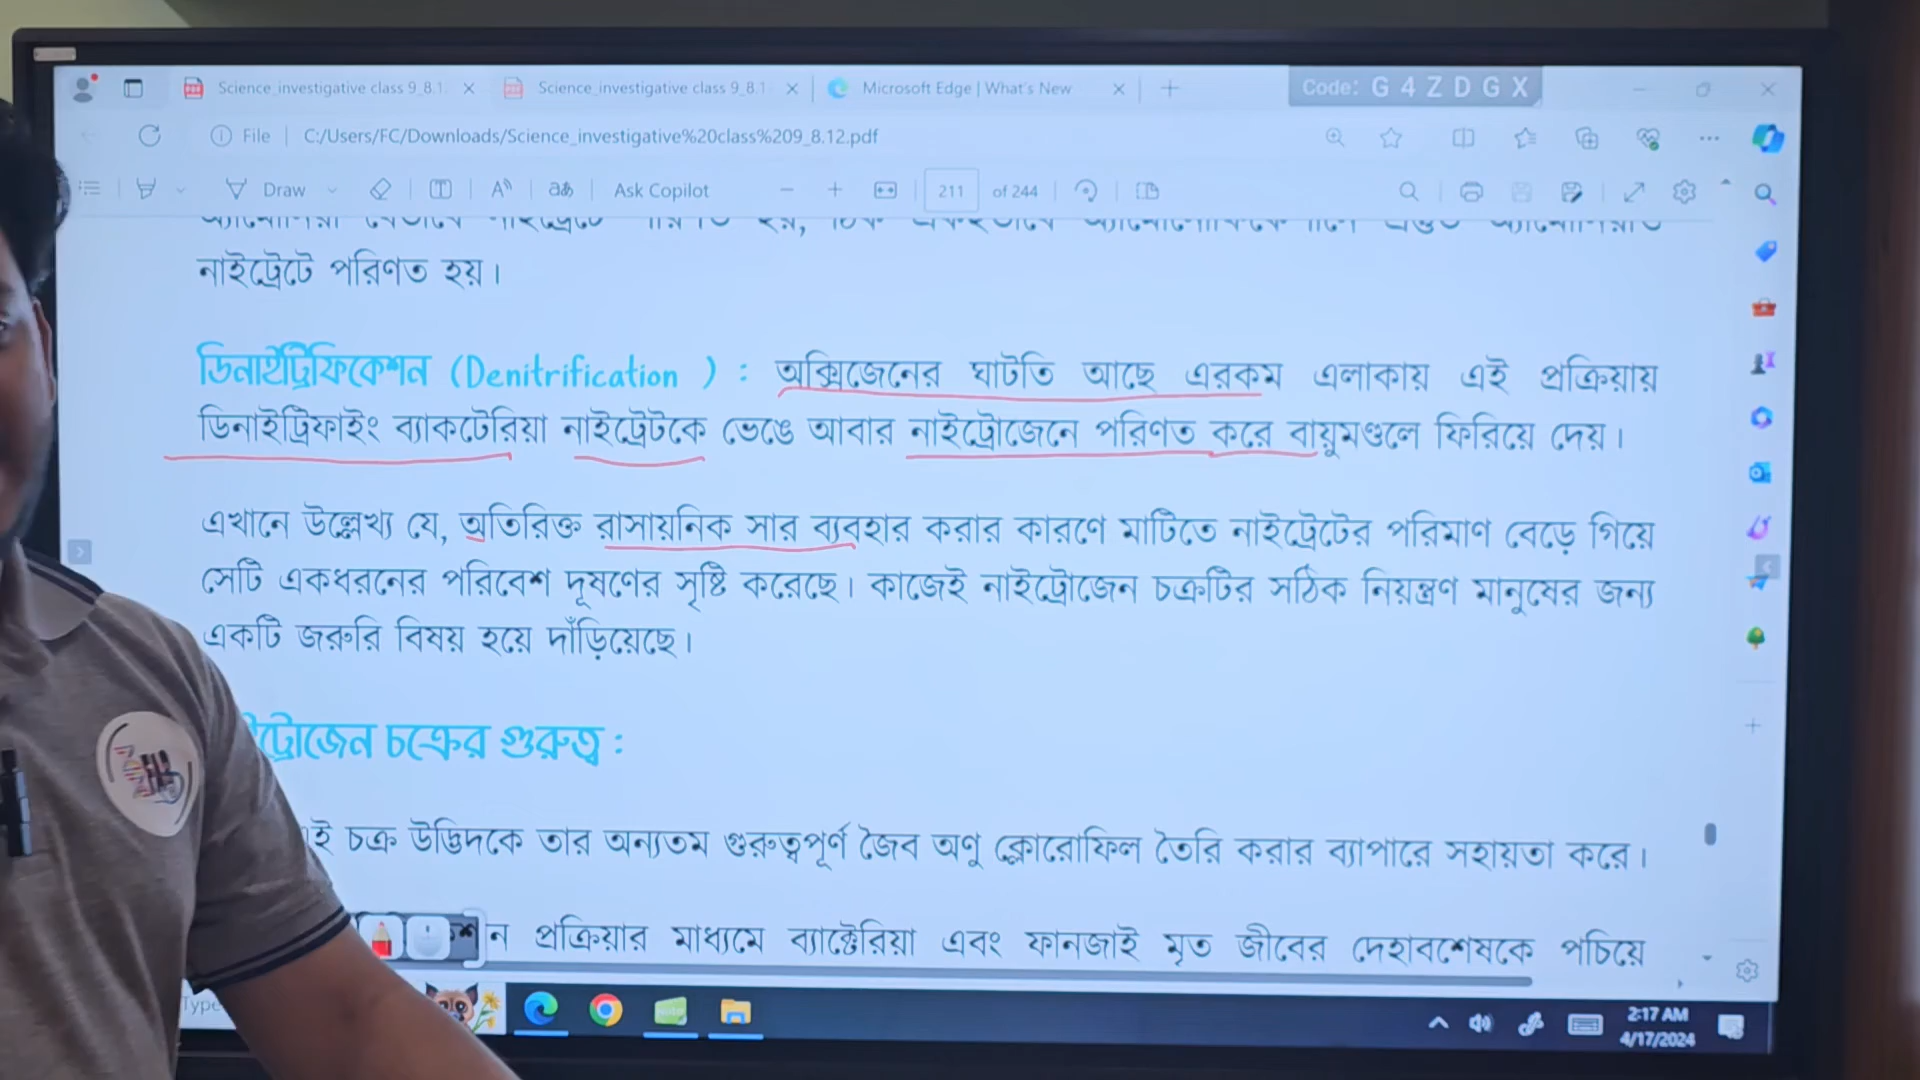 Science_investigative class 9_8.1
Science_investigative class 9_8.1
Microsoft Edge | What's New
Code: G 4 Z D G X
File
C:/Users/FC/Downloads/Science_investigative%20class%209_8.12.pdf
Draw
Ask Copilot
211
of 244
নাইট্রেটে পরিণত হয়।
ডিনাইট্রিফিকেশন (Denitrification ) : অক্সিজেনের ঘাটতি আছে এরকম এলাকায় এই প্রক্রিয়ায়
ডিনাইট্রিফাইং ব্যাকটেরিয়া নাইট্রেটকে ভেঙে আবার নাইট্রোজেনে পরিণত করে বায়ুমণ্ডলে ফিরিয়ে দেয়।
এখানে উল্লেখ্য যে, অতিরিক্ত রাসায়নিক সার ব্যবহার করার কারণে মাটিতে নাইট্রেটের পরিমাণ বেড়ে গিয়ে
সেটি একধরনের পরিবেশ দূষণের সৃষ্টি করেছে। কাজেই নাইট্রোজেন চক্রটির সঠিক নিয়ন্ত্রণ মানুষের জন্য
একটি জরুরি বিষয় হয়ে দাঁড়িয়েছে।
ইট্রোজেন চক্রের গুরুত্ব :
এই চক্র উদ্ভিদকে তার অন্যতম গুরুত্বপূর্ণ জৈব অণু ক্লোরোফিল তৈরি করার ব্যাপারে সহায়তা করে।
প্রক্রিয়ার মাধ্যমে ব্যাক্টেরিয়া এবং ফানজাই মৃত জীবের দেহাবশেষকে পচিয়ে
Type
2:17 AM
4/17/2024